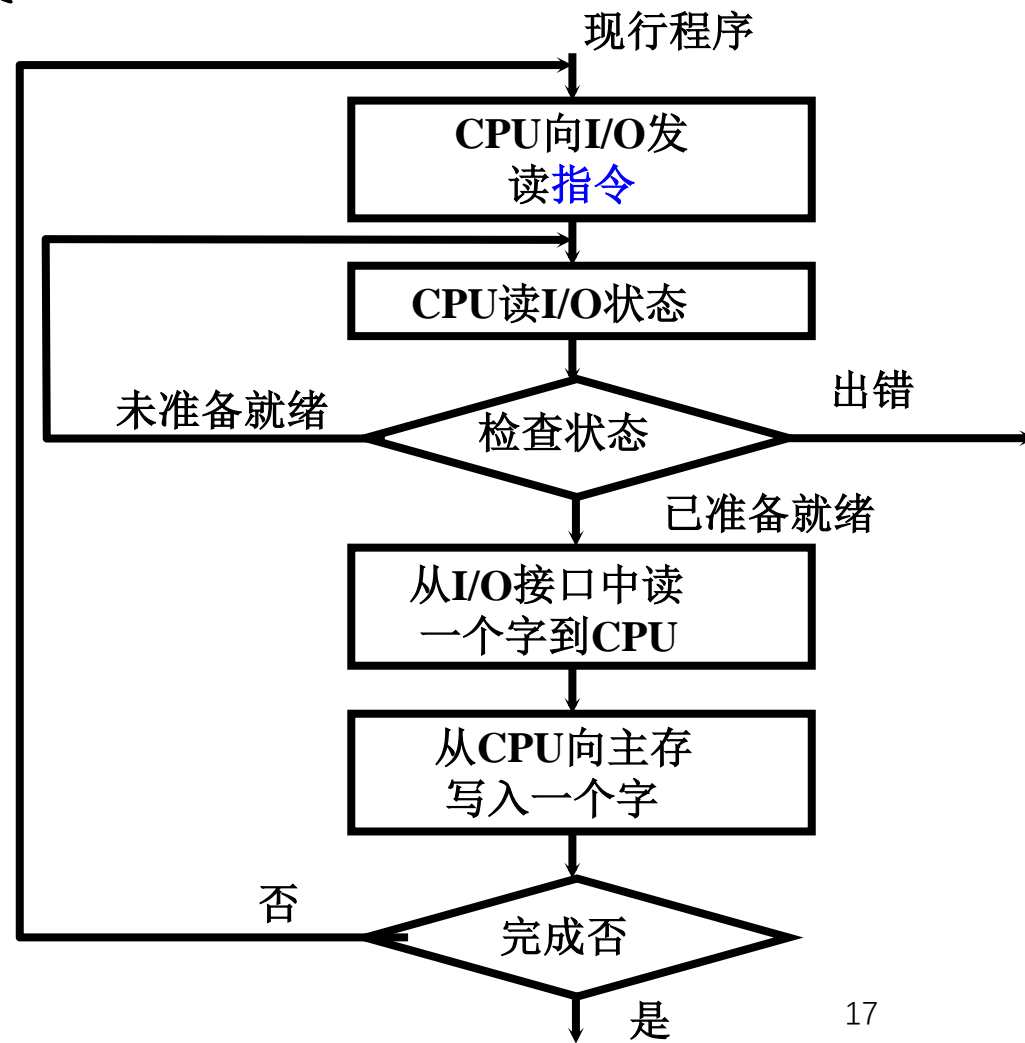 现行程序
CPU向I/O发
读指令
CPU读I/O状态
出错
未准备就绪
检查状态
已准备就绪
从I/O接口中读
一个字到CPU
从CPU向主存
写入一个字
否
完成否
是
17